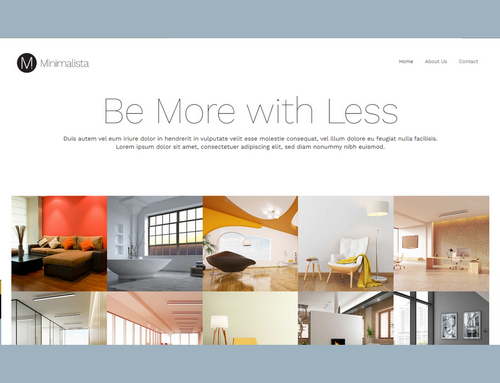 M Minimalista
Home About Us Contact
Be More with Less
Duis autem vel eum iriure dolor in hendrerit in vulputate velit esse molestie consequat, vel illum dolore eu feugiat nulla facilisis.
Lorem ipsum dolor sit amet, consectetuer adipiscing elit, sed diam nonummy nibh euismod.